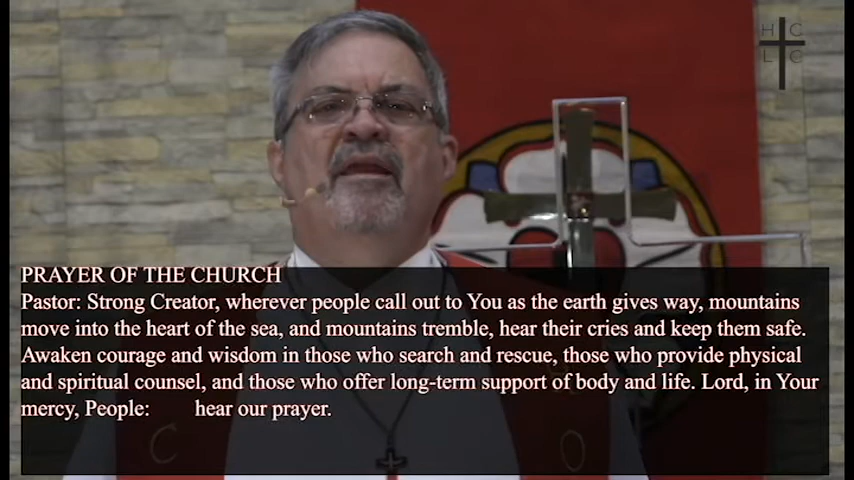 H C
L C
PRAYER OF THE CHURCH
Pastor: Strong Creator, wherever people call out to You as the earth gives way, mountains
move into the heart of the sea, and mountains tremble, hear their cries and keep them safe.
Awaken courage and wisdom in those who search and rescue, those who provide physical
and spiritual counsel, and those who offer long-term support of body and life. Lord, in Your
mercy, People: hear our prayer.
C O